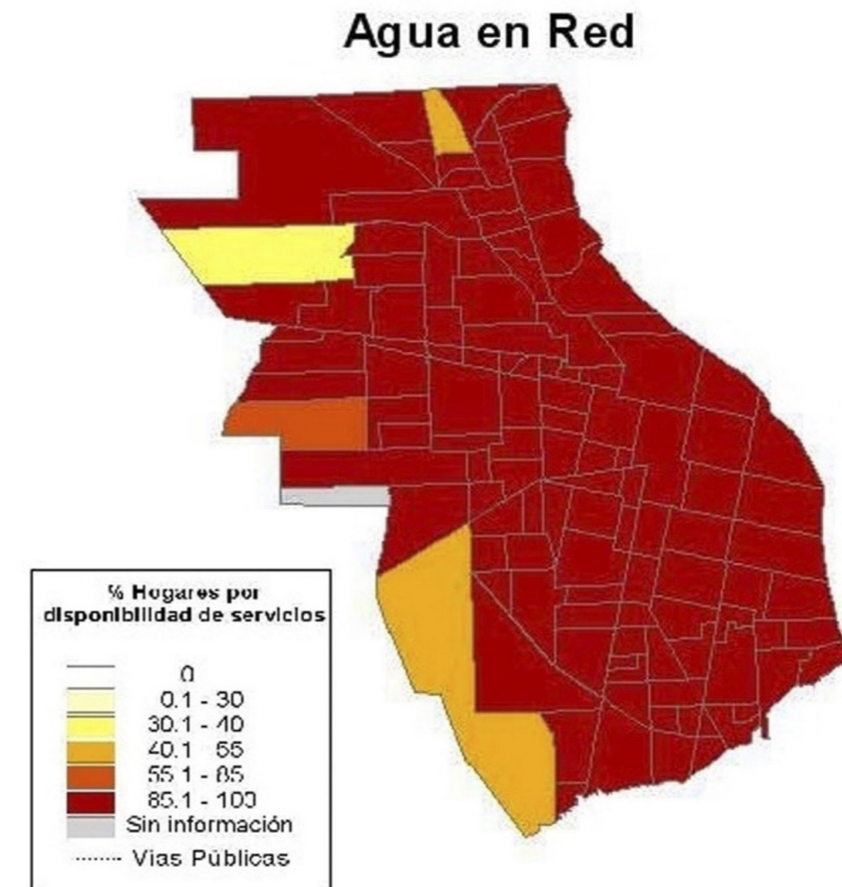 Agua en Red
% Hogares por
disponibilidad de servicios
0
0.1 - 30
30.1 - 40
40.1 - 55
55.1 - 85
85.1 - 100
Sin información
Vias Públicas